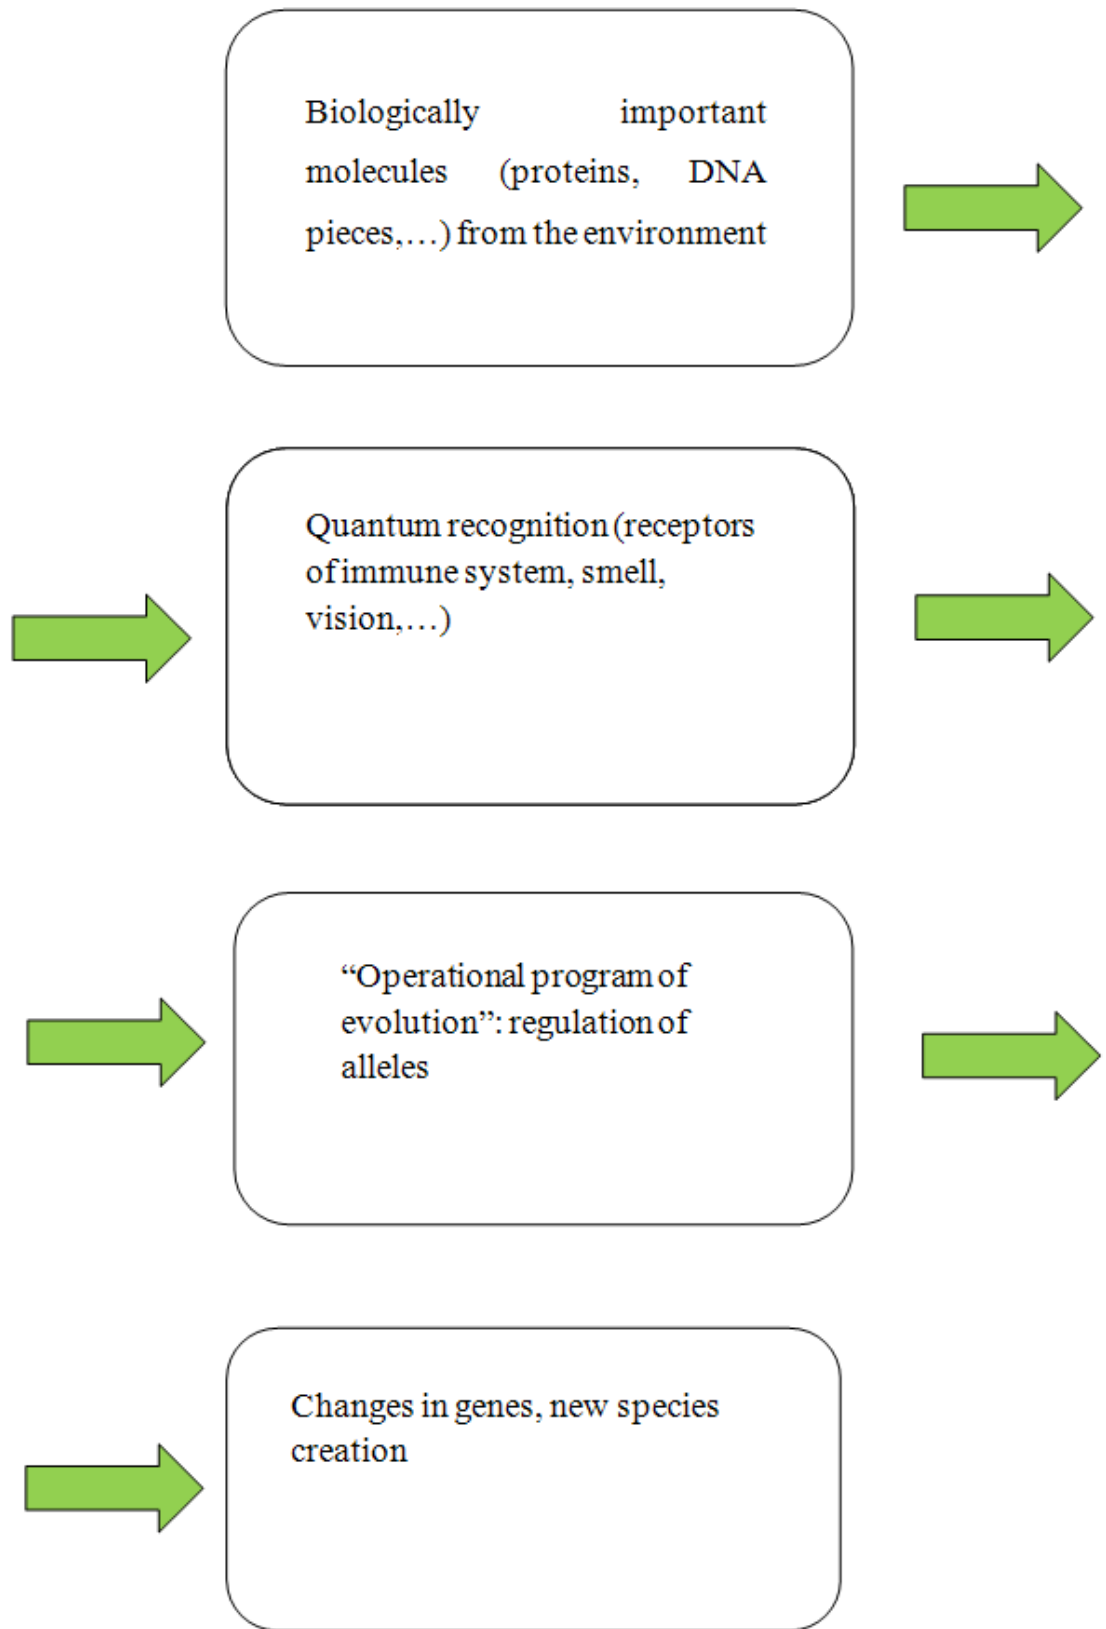 Biologically important
molecules (proteins, DNA
pieces,…) from the environment
Quantum recognition (receptors
of immune system, smell,
vision,…)
“Operational program of
evolution”: regulation of
alleles
Changes in genes, new species
creation